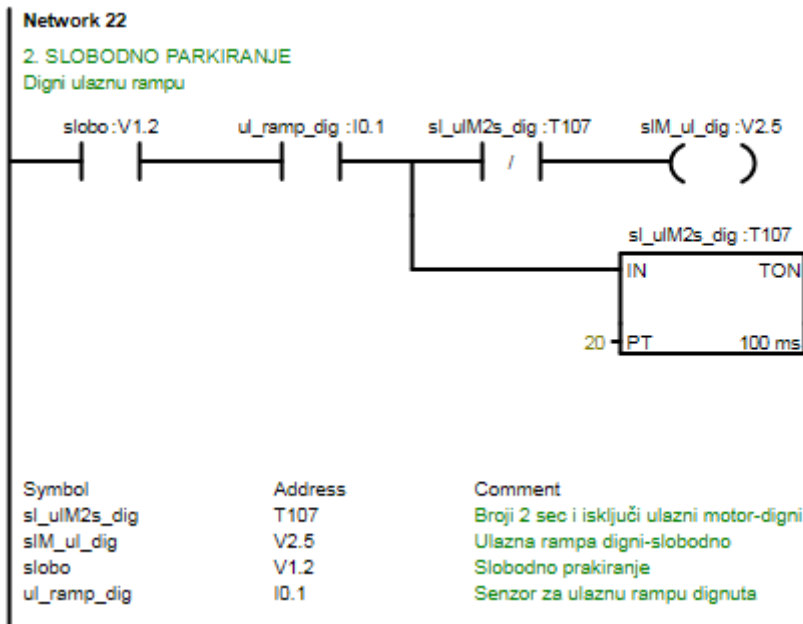 Network 22
2. SLOBODNO PARKIRANJE
Digni ulaznu rampu
slobo:V1.2 ul_ramp_dig :I0.1 sl_ulM2s_dig :T107 slM_ul_dig :V2.5
/
sl_ulM2s_dig :T107
IN TON
20 PT 100 ms
Symbol Address Comment
sl_ulM2s_dig T107 Broji 2 sec i isključi ulazni motor-digni
slM_ul_dig V2.5 Ulazna rampa digni-slobodno
slobo V1.2 Slobodno prakiranje
ul_ramp_dig I0.1 Senzor za ulaznu rampu dignuta